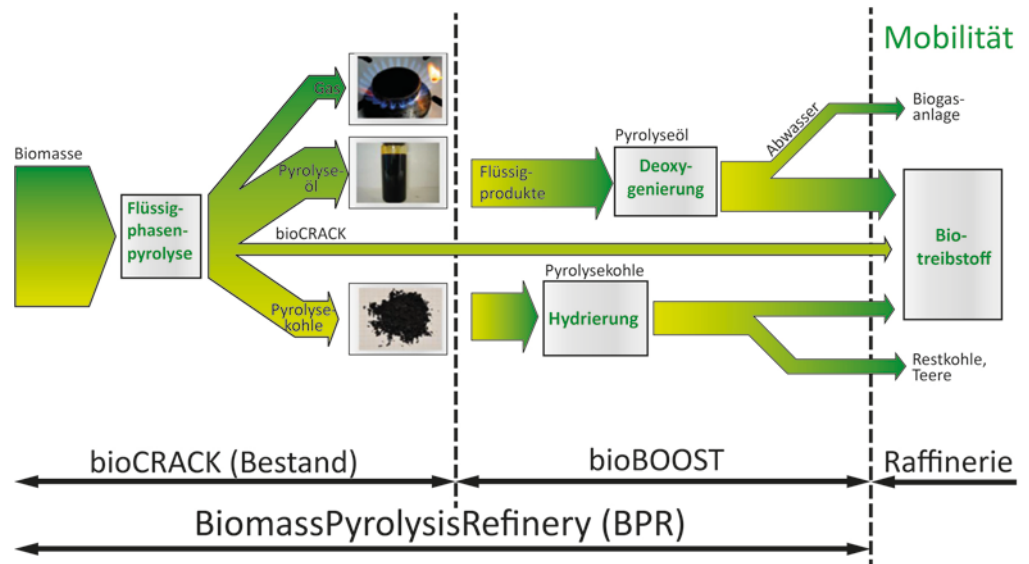 Mobilität
Gas
Biogas-
anlage
Abwasser
Pyrolyseöl
Biomasse
Pyrolyse-
öl
Flüssig-
produkte
Deoxy-
genierung
Flüssig-
phasen-
pyrolyse
bioCRACK
Bio-
treibstoff
Pyrolysekohle
Pyrolyse-
kohle
Hydrierung
Restkohle,
Teere
bioCRACK (Bestand)
bioBOOST
Raffinerie
BiomassPyrolysisRefinery (BPR)